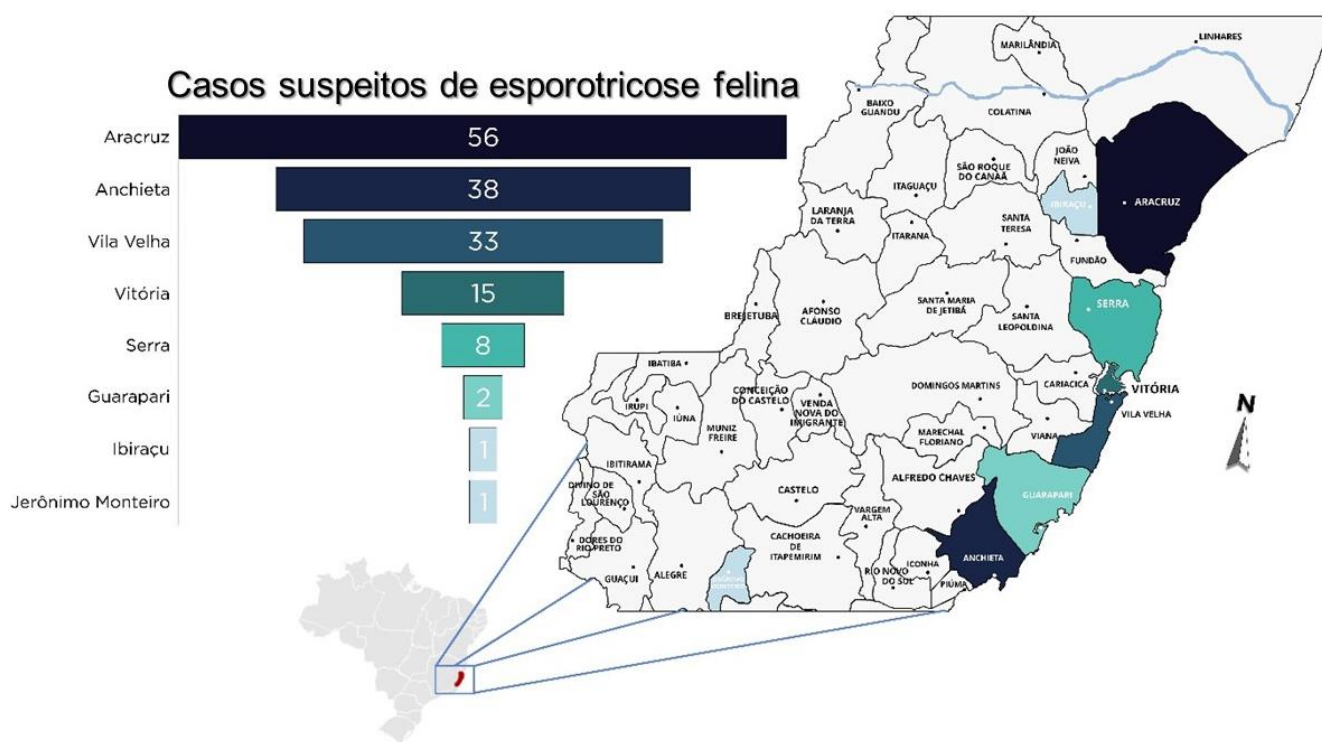 Casos suspeitos de esporotricose felina
Aracruz
56
Anchieta
38
Vila Velha
33
Vitória
15
Serra
8
Guarapari
2
Ibiraçu
1
Jerônimo Monteiro
1
LINHARES
MARILÂNDIA
BAIXO
GUANDU
COLATINA
JOÃO
NEIVA
SÃO ROQUE
DO CANAÃ
ITAGUAÇU
IBIRAÇU
ARACRUZ
LARANJA
DA TERRA
ITARANA
SANTA
TERESA
FUNDÃO
SERRA
SANTA MARIA
DE JETIBÁ
BREJETUBA
AFONSO
CLÁUDIO
SANTA
LEOPOLDINA
IBATIBA
CARIACICA
VITÓRIA
CONCEIÇÃO
DO CASTELO
DOMINGOS MARTINS
VILA VELHA
N
IRUPI
IÚNA
VENDA
NOVA DO
IMIGRANTE
MUNIZ
FREIRE
MARECHAL
FLORIANO
VIANA
IBITIRAMA
ALFREDO CHAVES
GUARAPARI
DIVINO DE
SÃO
LOURENÇO
CASTELO
VARGEM
ALTA
DORES DO
RIO PRETO
CACHOEIRA
DE
ITAPEMIRIM
ANCHIETA
GUAÇUI
ALEGRE
ICONHA
RIO NOVO
DO SUL
PIÚMA